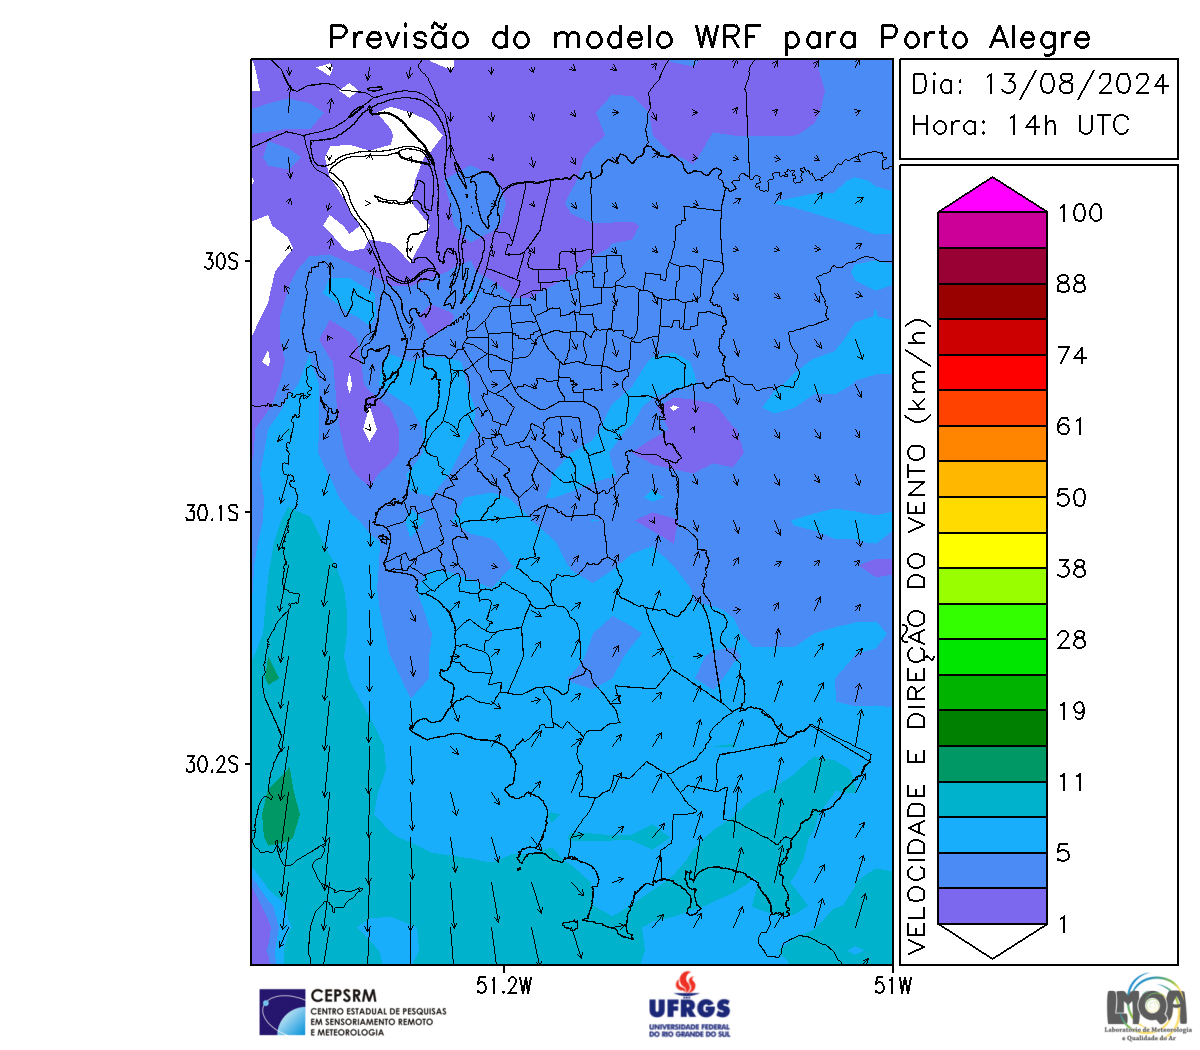 Previsão do modelo WRF para Porto Alegre
Dia: 13/08/2024
Hora: 14h UTC
30S
30.1S
30.2S
51.2W
51W
VELOCIDADE E DIREÇÃO DO VENTO (km/h)
100
88
74
61
50
38
28
19
11
5
1
CEPSRM
CENTRO ESTADUAL DE PESQUISAS
EM SENSORIAMENTO REMOTO
E METEOROLOGIA
UFRGS
UNIVERSIDADE FEDERAL
DO RIO GRANDE DO SUL
LMQA
Laboratório de Meteorologia
e Qualidade do Ar